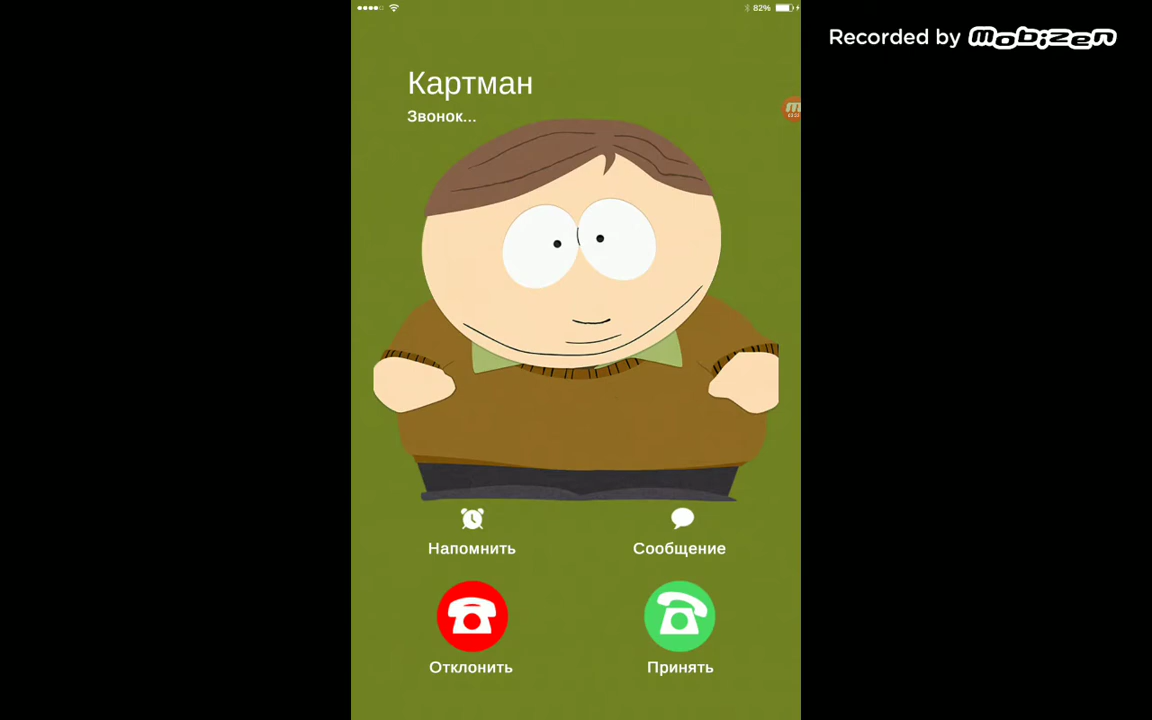 82%
Recorded by mobizen
Картман
Звонок...
Напомнить
Сообщение
Отклонить
Принять